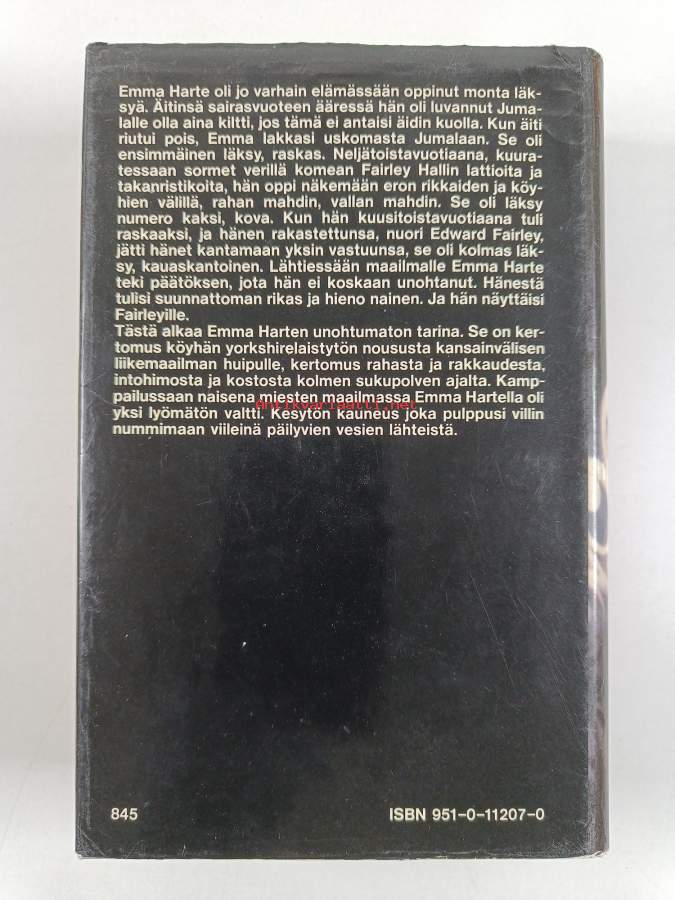 Emma Harte oli jo varhain elämässään oppinut monta läk-
syä. Äitinsä sairasvuoteen ääressä hän oli luvannut Juma-
lalle olla aina kiltti, jos tämä ei antaisi äidin kuolla. Kun äiti
riutui pois, Emma lakkasi uskomasta Jumalaan. Se oli
ensimmäinen läksy, raskas. Neljätoistavuotiaana, kuura-
tessaan sormet verillä komean Fairley Hallin lattioita ja
takanristikoita, hän oppi näkemään eron rikkaiden ja köy-
hien välillä, rahan mahdin, vallan mahdin. Se oli läksy
numero kaksi, kova. Kun hän kuusitoistavuotiaana tuli
raskaaksi, ja hänen rakastettunsa, nuori Edward Fairley,
jätti hänet kantamaan yksin vastuunsa, se oli kolmas läk-
sy, kauaskantoinen. Lähtiessään maailmalle Emma Harte
teki päätöksen, jota hän ei koskaan unohtanut. Hänestä
tulisi suunnattoman rikas ja hieno nainen. Ja hän näyttäisi
Fairleyille.
Tästä alkaa Emma Harten unohtumaton tarina. Se on ker-
tomus köyhän yorkshirelaistytön noususta kansainvälisen
liikemaailman huipulle, kertomus rahasta ja rakkaudesta,
intohimosta ja kostosta kolmen sukupolven ajalta. Kamp-
pailussaan naisena miesten maailmassa Emma Hartella oli
Antikvariaatti.net
yksi lyömätön valtti. Kesytön kauneus joka pulppusi villin
nummimaan viileinä päilyvien vesien lähteistä.
845
ISBN 951-0-11207-0